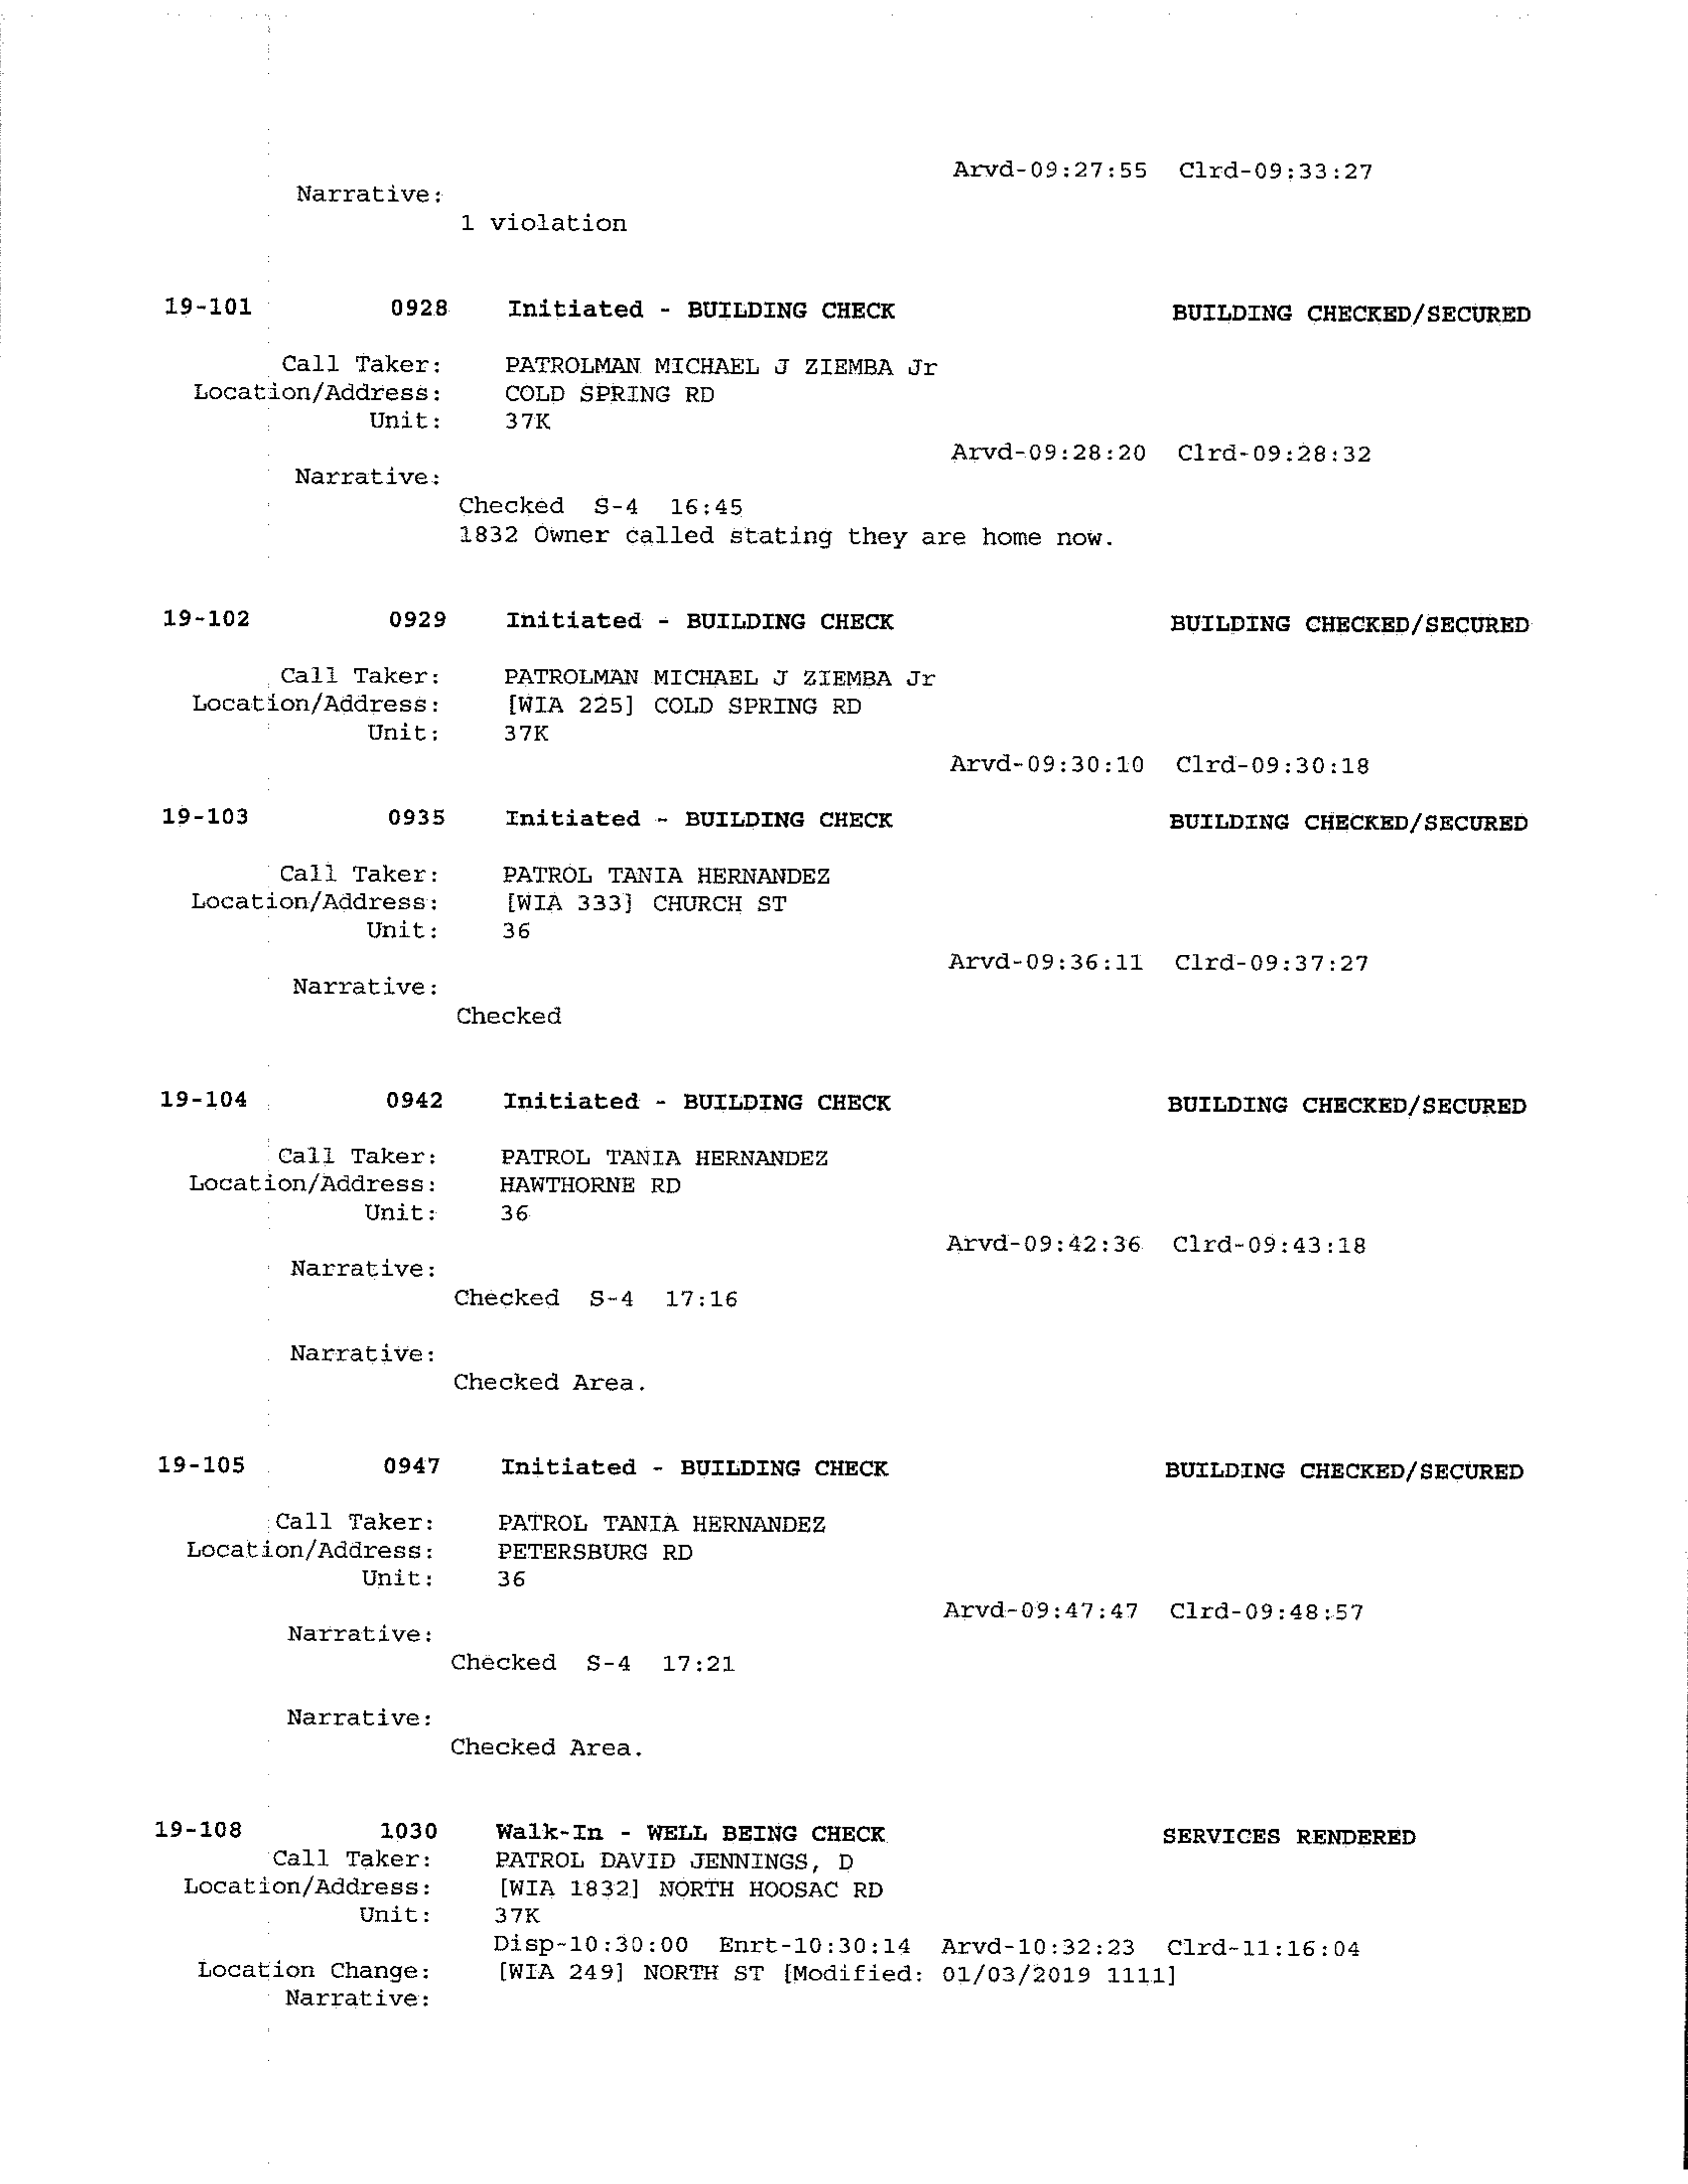 Arvd-09:27:55 Clrd-09:33:27
Narrative:
1 violation
19-101 0928 Initiated - BUILDING CHECK BUILDING CHECKED/SECURED
Call Taker: PATROLMAN MICHAEL J ZIEMBA Jr
Location/Address: COLD SPRING RD
Unit: 37K
Arvd-09:28:20 Clrd-09:28:32
Narrative:
Checked S-4 16:45
1832 Owner called stating they are home now.
19-102 0929 Initiated - BUILDING CHECK BUILDING CHECKED/SECURED
Call Taker: PATROLMAN MICHAEL J ZIEMBA Jr
Location/Address: [WIA 225] COLD SPRING RD
Unit: 37K
Arvd-09:30:10 Clrd-09:30:18
19-103 0935 Initiated - BUILDING CHECK BUILDING CHECKED/SECURED
Call Taker: PATROL TANIA HERNANDEZ
Location/Address: [WIA 333] CHURCH ST
Unit: 36
Arvd-09:36:11 Clrd-09:37:27
Narrative:
Checked
19-104 0942 Initiated - BUILDING CHECK BUILDING CHECKED/SECURED
Call Taker: PATROL TANIA HERNANDEZ
Location/Address: HAWTHORNE RD
Unit: 36
Arvd-09:42:36 Clrd-09:43:18
Narrative:
Checked S-4 17:16
Narrative:
Checked Area.
19-105 0947 Initiated - BUILDING CHECK BUILDING CHECKED/SECURED
Call Taker: PATROL TANIA HERNANDEZ
Location/Address: PETERSBURG RD
Unit: 36
Arvd-09:47:47 Clrd-09:48:57
Narrative:
Checked S-4 17:21
Narrative:
Checked Area.
19-108 1030 Walk-In - WELL BEING CHECK SERVICES RENDERED
Call Taker: PATROL DAVID JENNINGS, D
Location/Address: [WIA 1832] NORTH HOOSAC RD
Unit: 37K
Disp-10:30:00 Enrt-10:30:14 Arvd-10:32:23 Clrd-11:16:04
Location Change: [WIA 249] NORTH ST [Modified: 01/03/2019 1111]
Narrative: